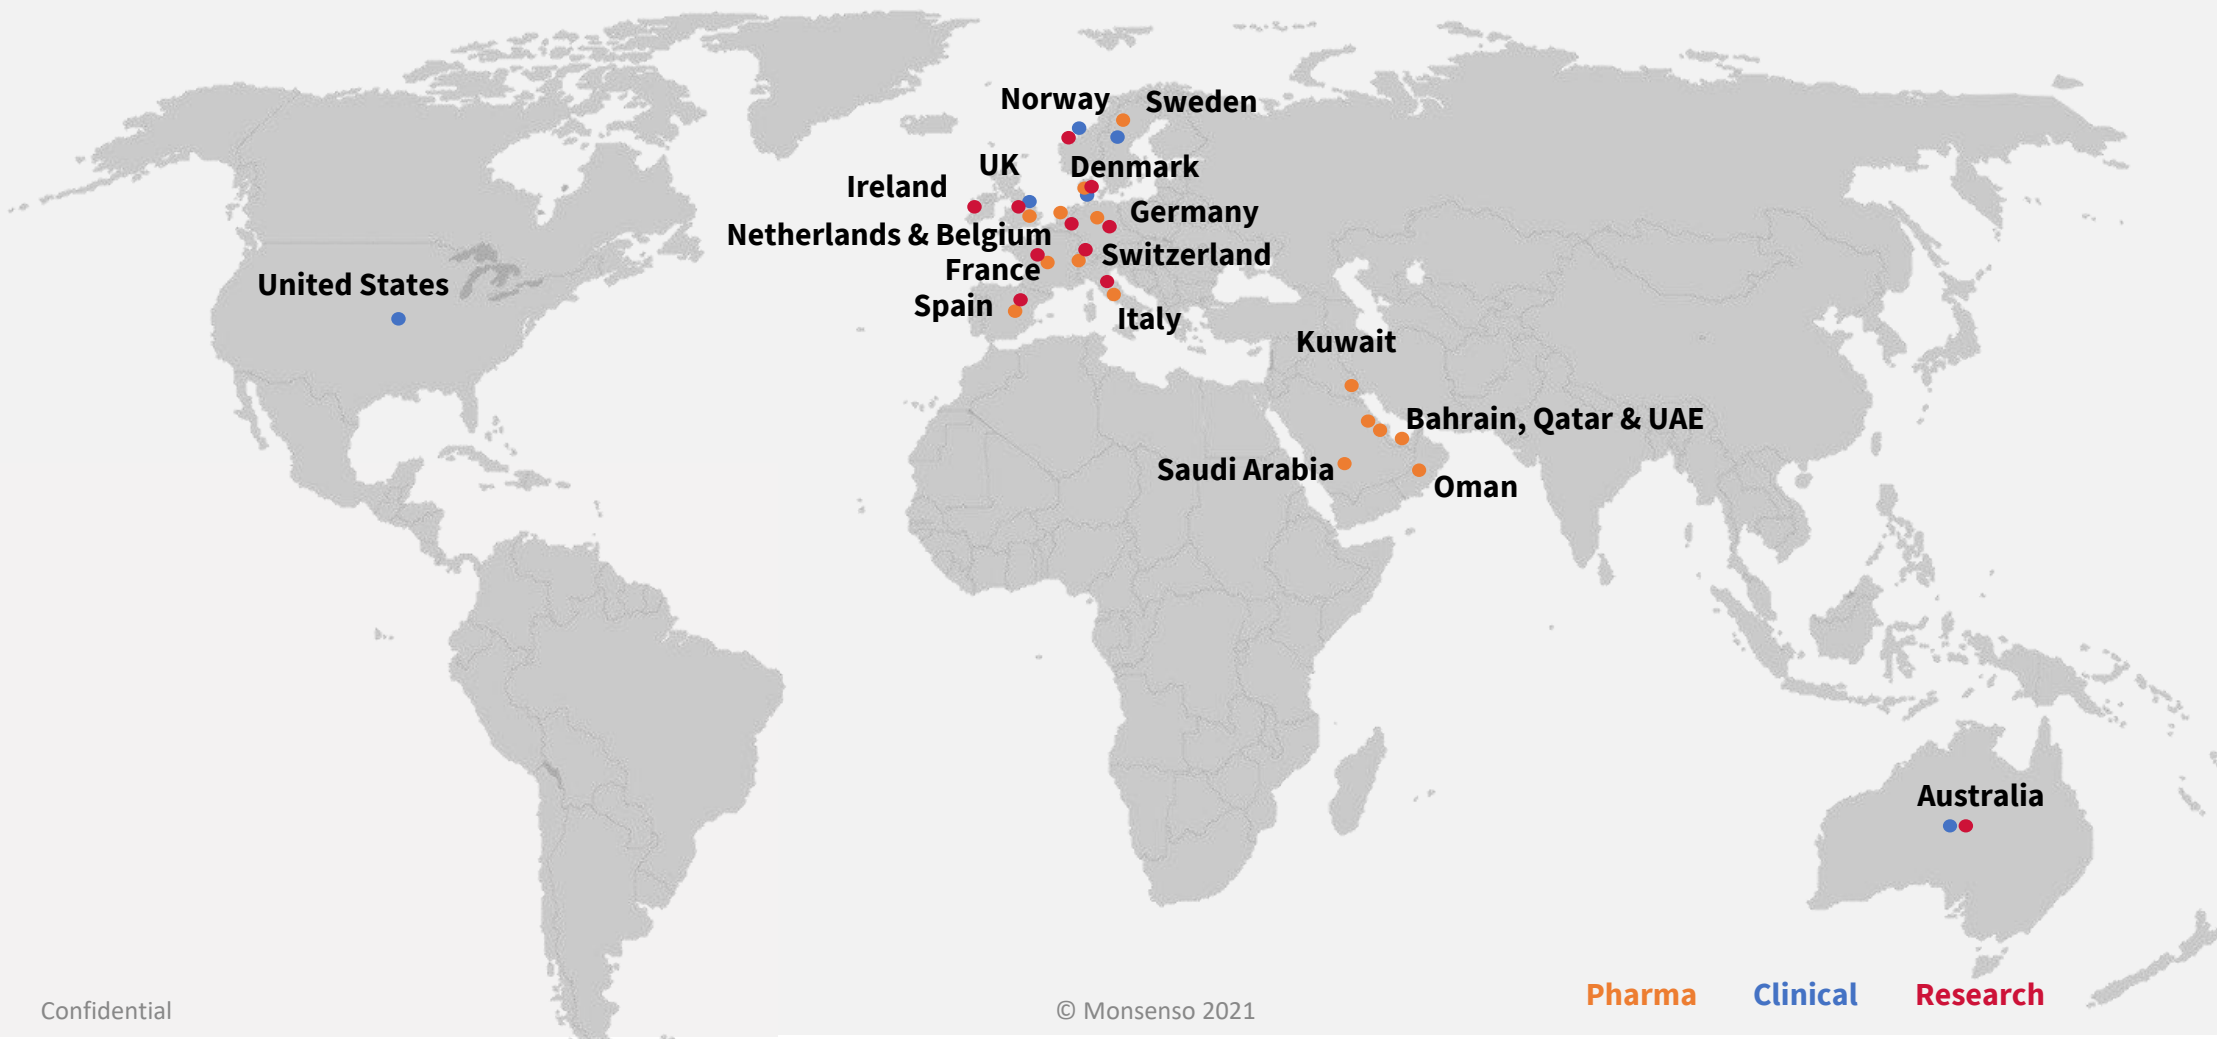 Norway
Sweden
UK
Denmark
Ireland
Germany
Netherlands & Belgium
Switzerland
France
United States
Spain
Italy
Kuwait
Bahrain, Qatar & UAE
Saudi Arabia
Oman
Australia
Pharma
Clinical
Research
Confidential
© Monsenso 2021